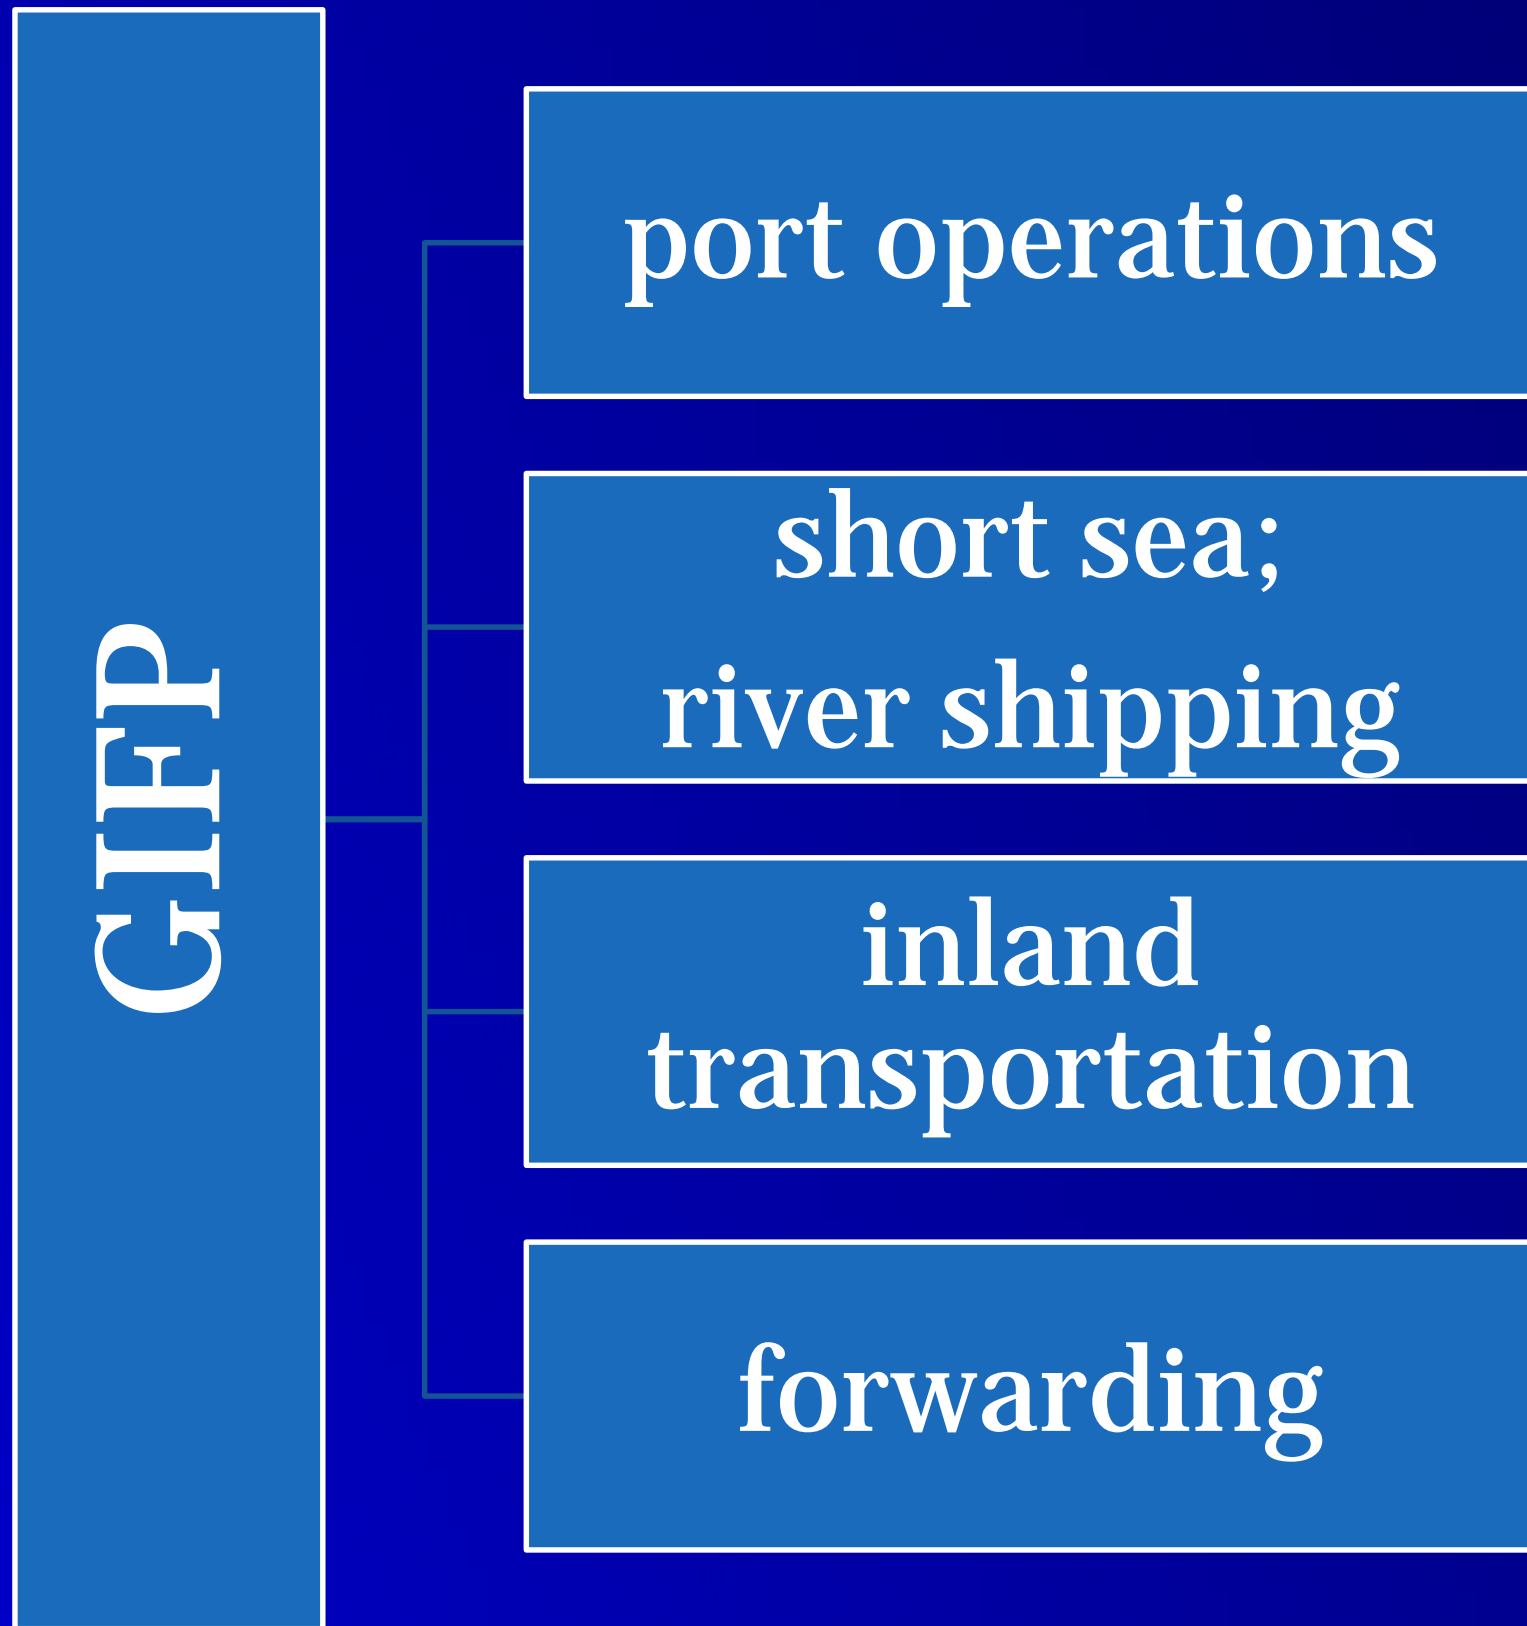 GIFP
port operations
short sea;
river shipping
inland
transportation
forwarding